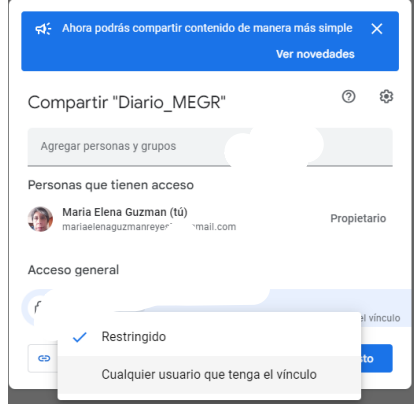 Ahora podrás compartir contenido de manera más simple
Ver novedades
Compartir "Diario_MEGR"
Agregar personas y grupos
Personas que tienen acceso
Maria Elena Guzman (tú)
Propietario
Acceso general
el vínculo
Restringido
Cualquier usuario que tenga el vínculo